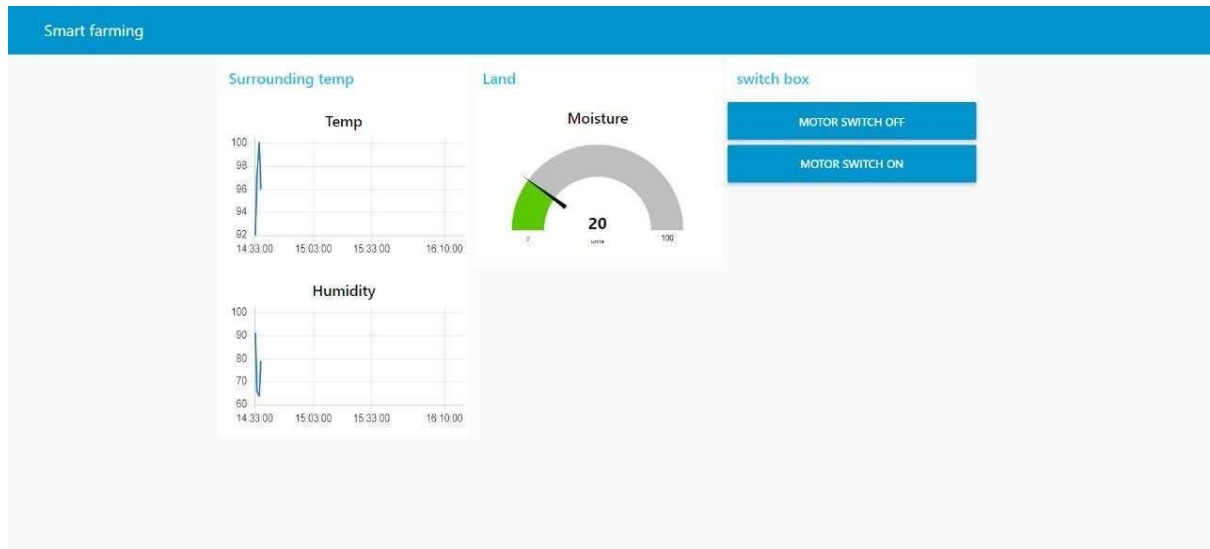 Smart farming
Surrounding temp
Temp
100
98
96
94
92
14:33:00 15:03:00 15:33:00 16:10:00
Humidity
100
90
80
70
60
14:33:00 15:03:00 15:33:00 16:10:00
Land
Moisture
20
0 units 100
switch box
MOTOR SWITCH OFF
MOTOR SWITCH ON